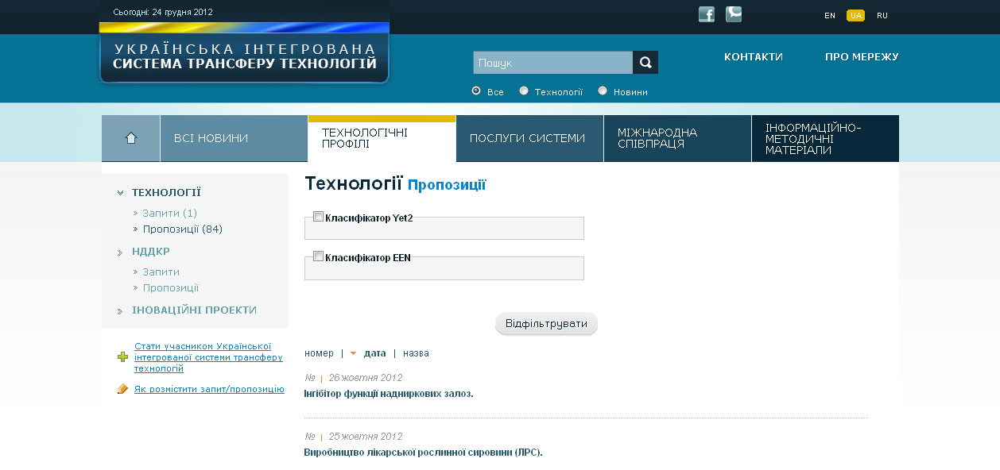 Сьогодні: 24 грудня 2012
EN UA RU
УКРАЇНСЬКА ІНТЕГРОВАНА
СИСТЕМА ТРАНСФЕРУ ТЕХНОЛОГІЙ
Пошук
Все Технології Новини
КОНТАКТИ ПРО МЕРЕЖУ
ВСІ НОВИНИ
ТЕХНОЛОГІЧНІ
ПРОФІЛІ
ПОСЛУГИ СИСТЕМИ
МІЖНАРОДНА
СПІВПРАЦЯ
ІНФОРМАЦІЙНО-
МЕТОДИЧНІ
МАТЕРІАЛИ
ТЕХНОЛОГІЇ
Запити (1)
Пропозиції (84)
НДДКР
Запити
Пропозиції
ІНОВАЦІЙНІ ПРОЕКТИ
Стати учасником Української
інтегрованої системи трансферу
технологій
Як розмістити запит/пропозицію
Технології Пропозиції
Класифікатор Yet2
Класифікатор EEN
Відфільтрувати
номер | дата | назва
№ | 26 жовтня 2012
Інгібітор функції надниркових залоз.
№ | 25 жовтня 2012
Виробництво лікарської рослинної сировини (ЛРС).